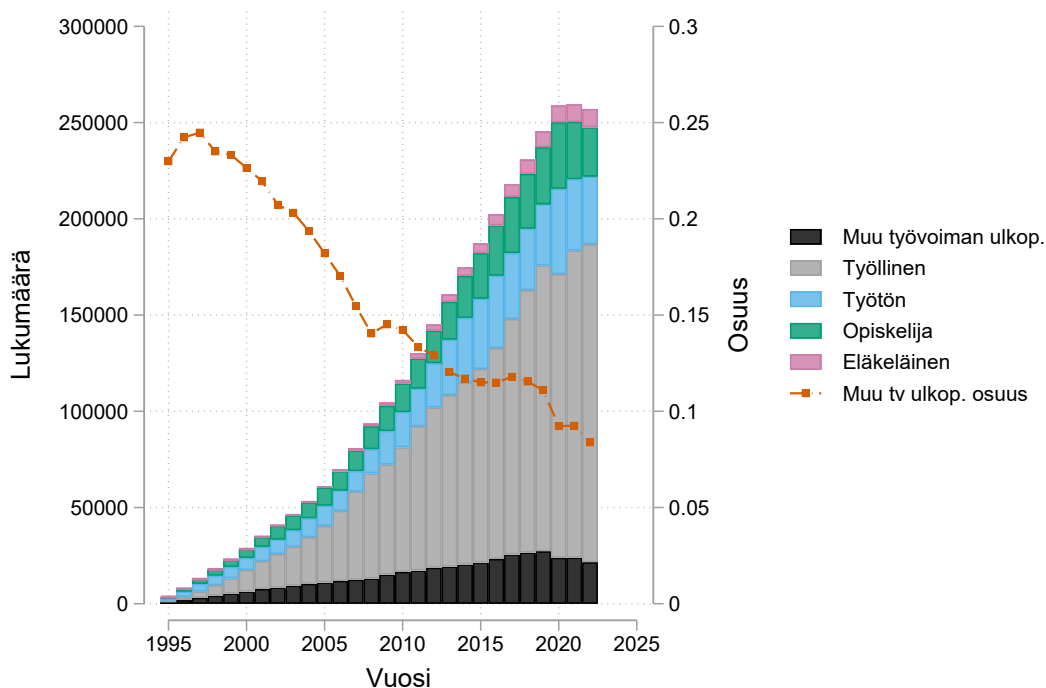 300000
250000
200000
150000
100000
50000
0
Lukumäärä
0.3
0.25
0.2
0.15
0.1
0.05
0
Osuus
1995
2000
2005
2010
2015
2020
2025
Vuosi
Muu työvoiman ulkop.
Työllinen
Työtön
Opiskelija
Eläkeläinen
Muu tv ulkop. osuus